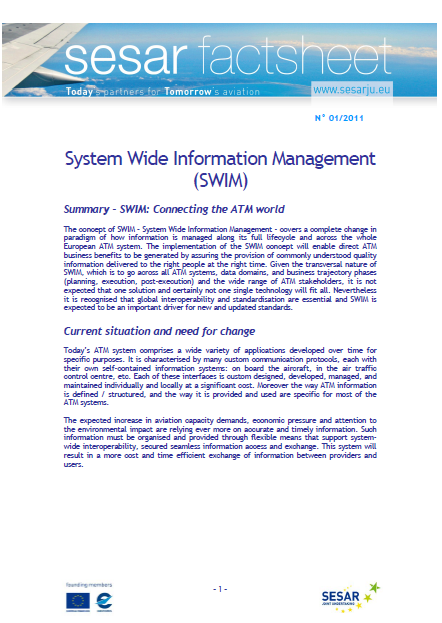 sesar factsheet
Today's partners for Tomorrow's aviation
www.sesarju.eu
N° 01/2011
System Wide Information Management
(SWIM)
Summary – SWIM: Connecting the ATM world
The concept of SWIM – System Wide Information Management – covers a complete change in
paradigm of how information is managed along its full lifecycle and across the whole
European ATM system. The implementation of the SWIM concept will enable direct ATM
business benefits to be generated by assuring the provision of commonly understood quality
information delivered to the right people at the right time. Given the transversal nature of
SWIM, which is to go across all ATM systems, data domains, and business trajectory phases
(planning, execution, post-execution) and the wide range of ATM stakeholders, it is not
expected that one solution and certainly not one single technology will fit all. Nevertheless
it is recognised that global interoperability and standardisation are essential and SWIM is
expected to be an important driver for new and updated standards.
Current situation and need for change
Today's ATM system comprises a wide variety of applications developed over time for
specific purposes. It is characterised by many custom communication protocols, each with
their own self-contained information systems: on board the aircraft, in the air traffic
control centre, etc. Each of these interfaces is custom designed, developed, managed, and
maintained individually and locally at a significant cost. Moreover the way ATM information
is defined / structured, and the way it is provided and used are specific for most of the
ATM systems.
The expected increase in aviation capacity demands, economic pressure and attention to
the environmental impact are relying ever more on accurate and timely information. Such
information must be organised and provided through flexible means that support system-
wide interoperability, secured seamless information access and exchange. This system will
result in a more cost and time efficient exchange of information between providers and
users.
founding members
- 1 -
SESAR
JOINT UNDERTAKING